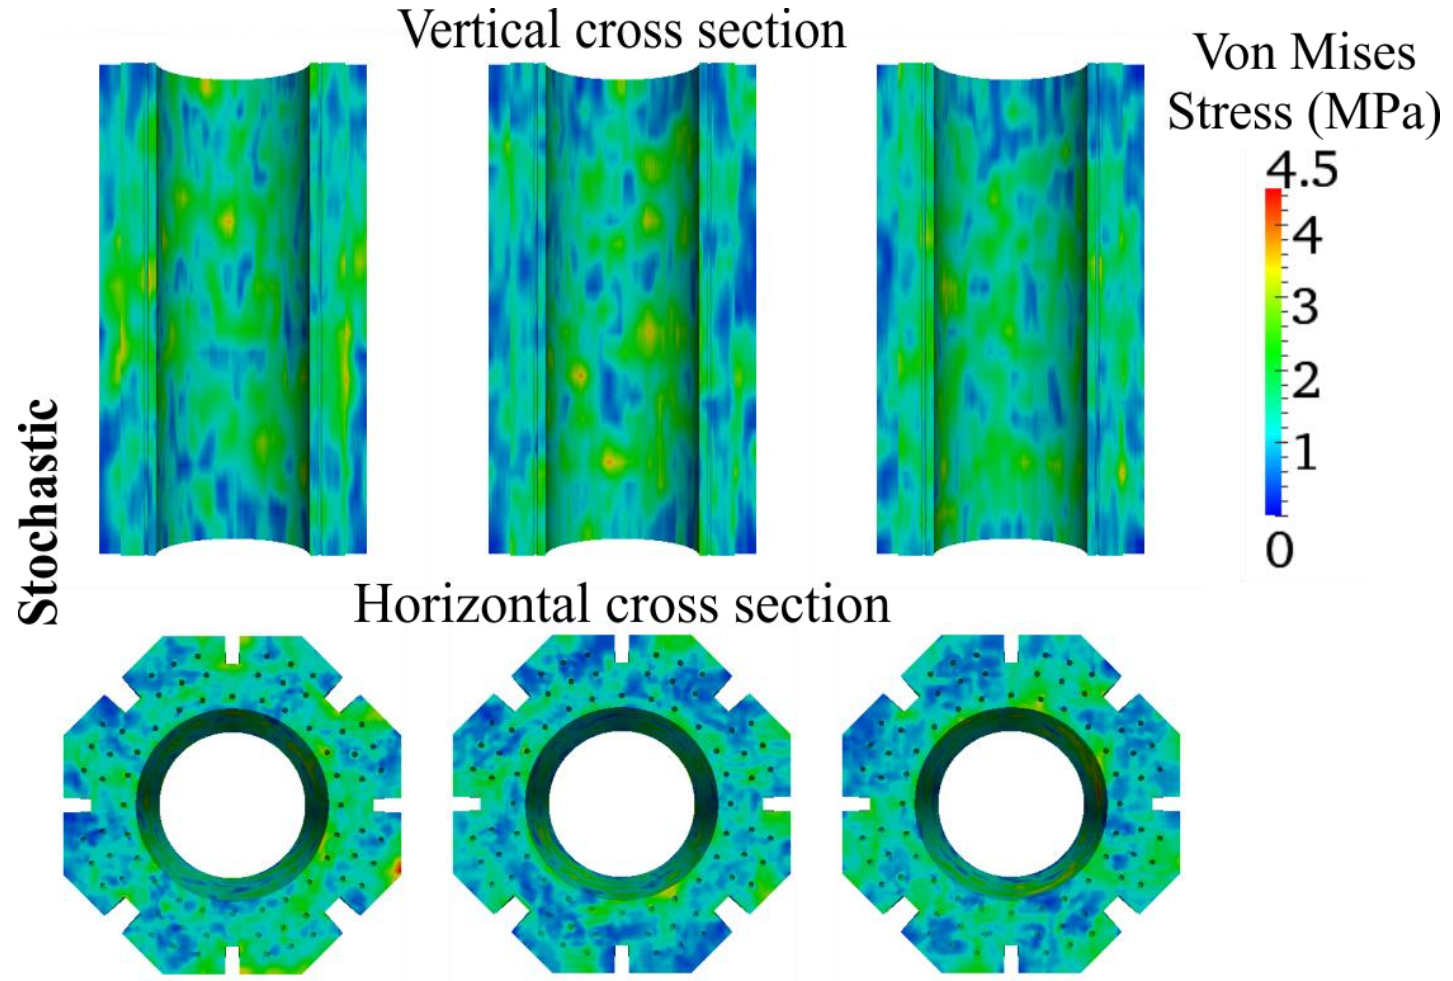 Vertical cross section
Von Mises
Stress (MPa)
4.5
4
3
2
1
0
Stochastic
Horizontal cross section